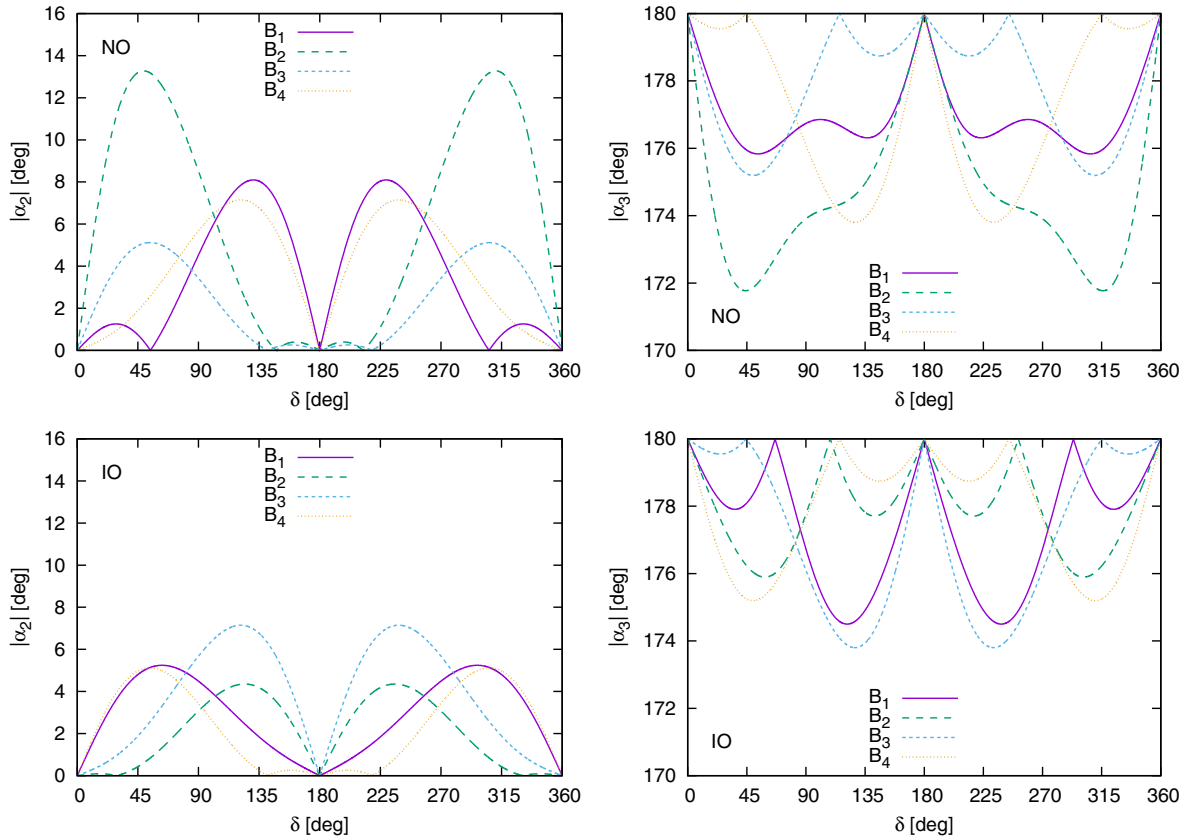 |α₂| [deg]
16
14
12
10
8
6
4
2
0
NO
B₁
B₂
B₃
B₄
0 45 90 135 180 225 270 315 360
δ [deg]
|α₃| [deg]
180
178
176
174
172
170
B₁
B₂
B₃
B₄
NO
0 45 90 135 180 225 270 315 360
δ [deg]
|α₂| [deg]
16
14
12
10
8
6
4
2
0
IO
B₁
B₂
B₃
B₄
0 45 90 135 180 225 270 315 360
δ [deg]
|α₃| [deg]
180
178
176
174
172
170
B₁
B₂
B₃
B₄
IO
0 45 90 135 180 225 270 315 360
δ [deg]